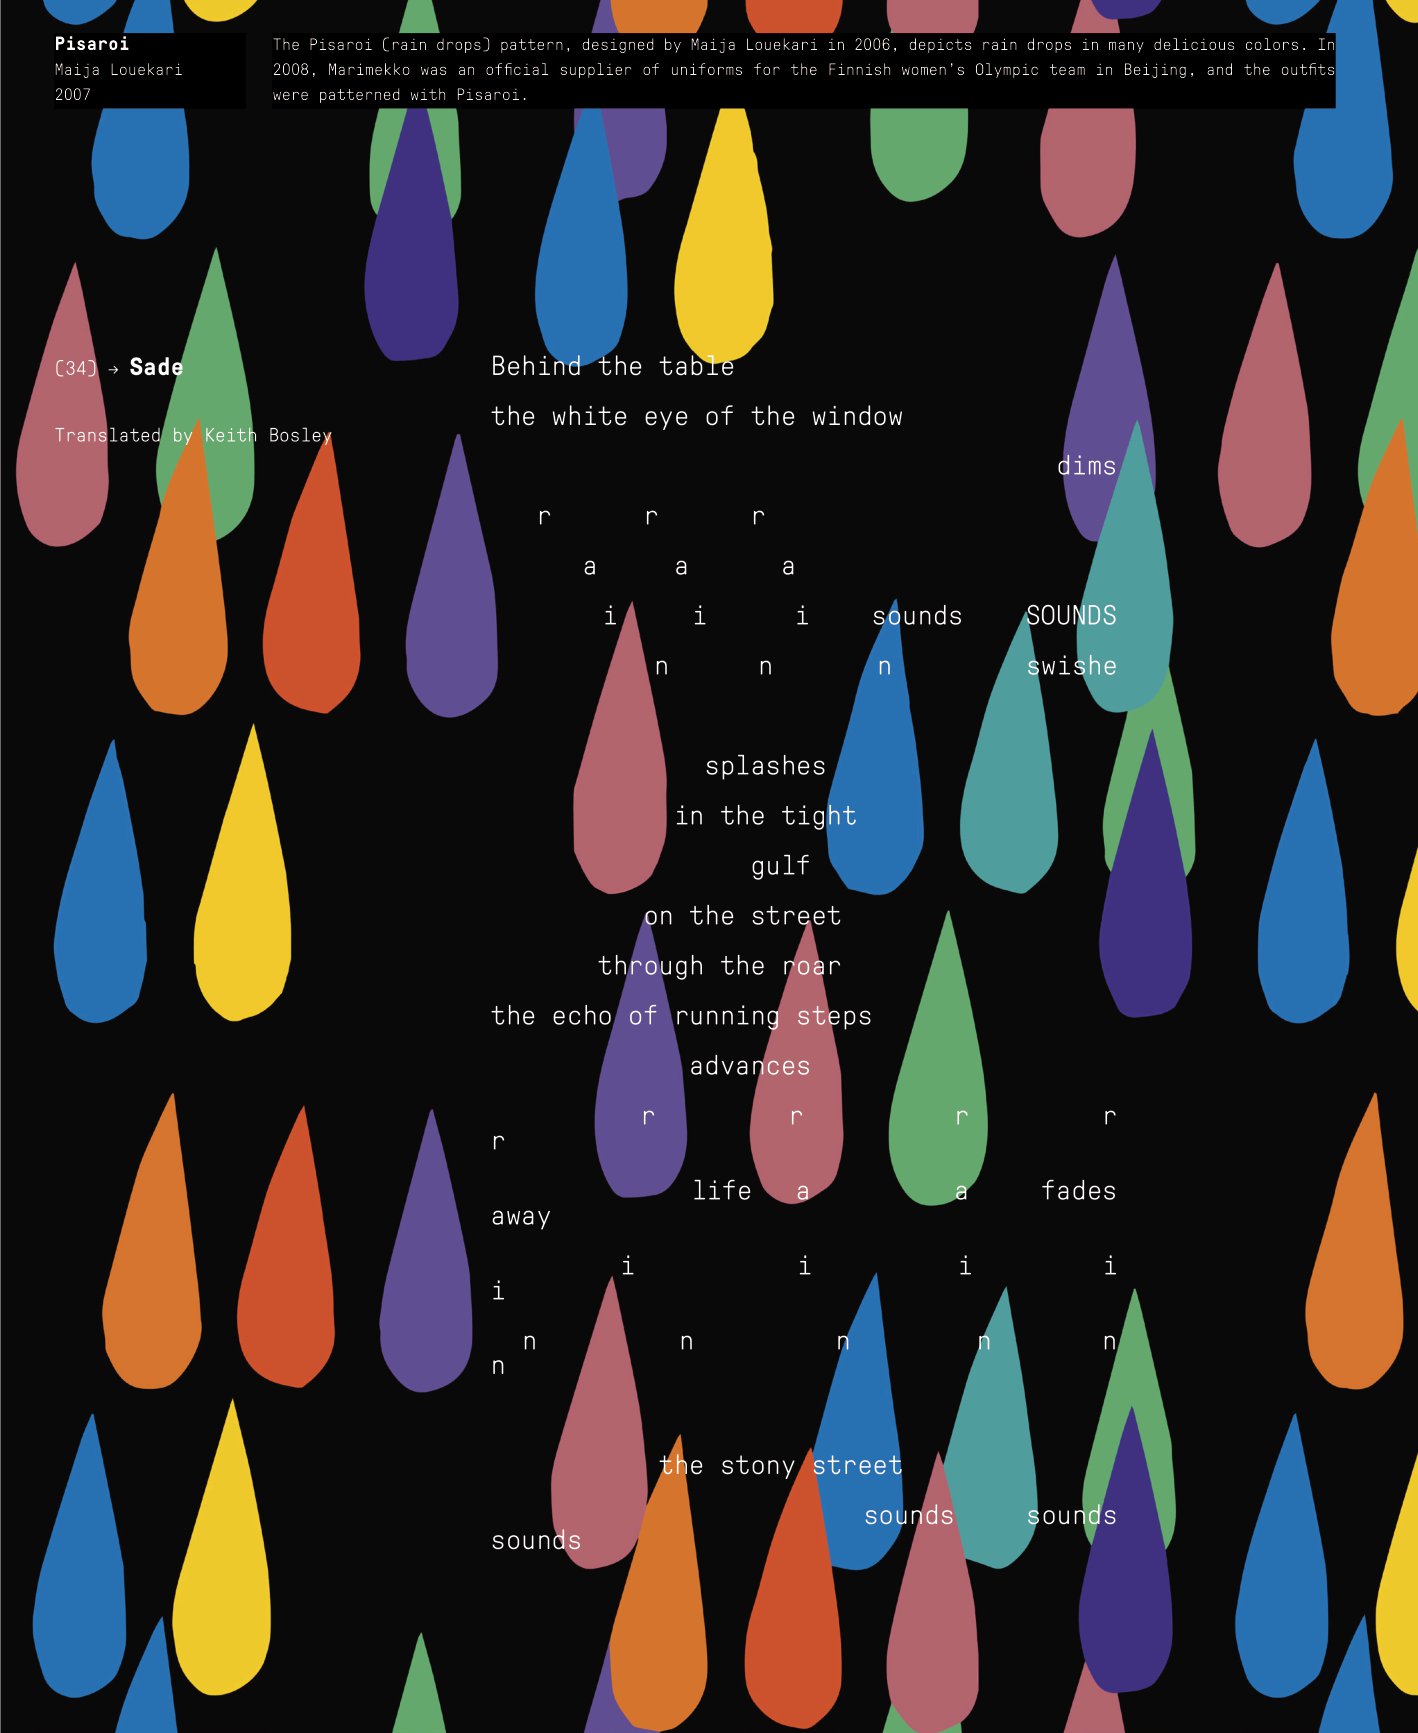 Pisaroi
Maija Louekari
2007
The Pisaroi (rain drops) pattern, designed by Maija Louekari in 2006, depicts rain drops in many delicious colors. In
2008, Marimekko was an official supplier of uniforms for the Finnish women's Olympic team in Beijing, and the outfits
were patterned with Pisaroi.
(34) → Sade
Translated by Keith Bosley
Behind the table
the white eye of the window
dims
r r r
a a a
i i i sounds SOUNDS
n n n swishe
splashes
in the tight
gulf
on the street
through the roar
the echo of running steps
advances
r r r r
r
life a a fades
away
i i i i
i
n n n n n
n
the stony street
sounds sounds
sounds